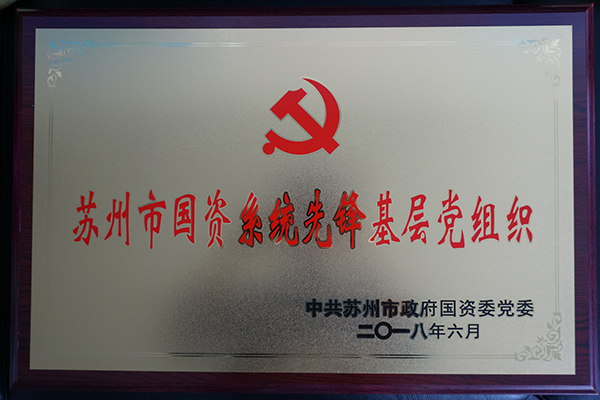 苏州市国资系统先锋基层党组织
中共苏州市政府国资委党委
二〇一八年六月